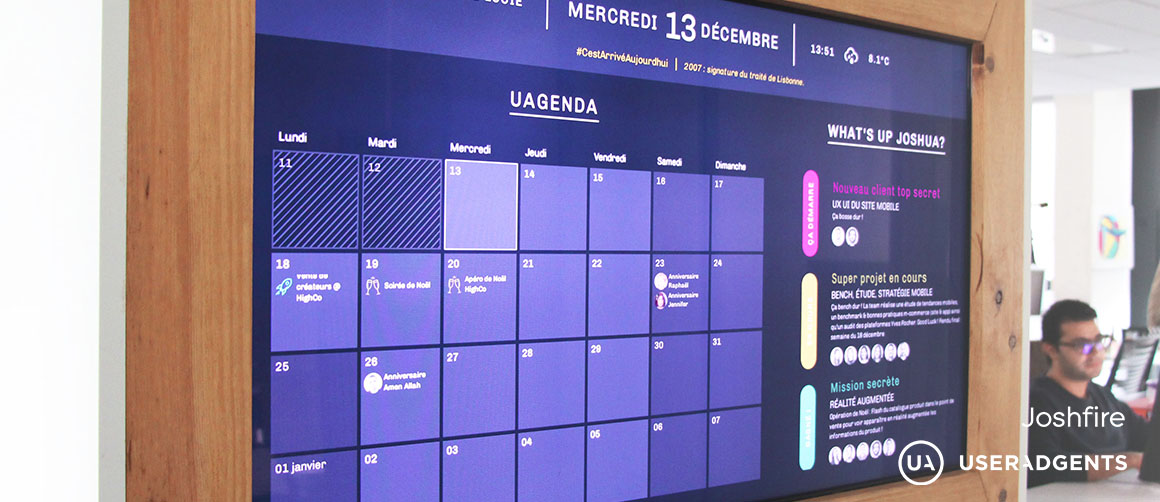 MERCREDI 13 DÉCEMBRE
13:51
8.1°C
#CestArrivéAujourdhui | 2007 : signature du traité de Lisbonne.
UAGENDA
Lundi Mardi Mercredi Jeudi Vendredi Samedi Dimanche
11 12 13 14 15 16 17
18 19 20 21 22 23 24
créateurs @
HighCo
Soirée de Noël
Apéro de Noël
HighCo
Anniversaire
Raphaël
Anniversaire
Jennifer
25 26 27 28 29 30 31
Anniversaire
Aman Allah
01 janvier 02 03 04 05 06 07
WHAT'S UP JOSHUA?
ÇA DÉMARRE
Nouveau client top secret
UX UI DU SITE MOBILE
Ça bosse dur !
Super projet en cours
BENCH, ÉTUDE, STRATÉGIE MOBILE
Ça bench dur ! La team réalise une étude de tendances mobiles,
un benchmark & bonnes pratiques m-commerce (site & app) ainsi
qu'un audit des plateformes Yves Rocher. Good Luck ! Rendu final
semaine du 18 décembre
Mission secrète
RÉALITÉ AUGMENTÉE
Opération de Noël : Flash du catalogue produit dans le point de
vente pour voir apparaître en réalité augmentée les
informations du produit !
Joshfire
UA USERADGENTS